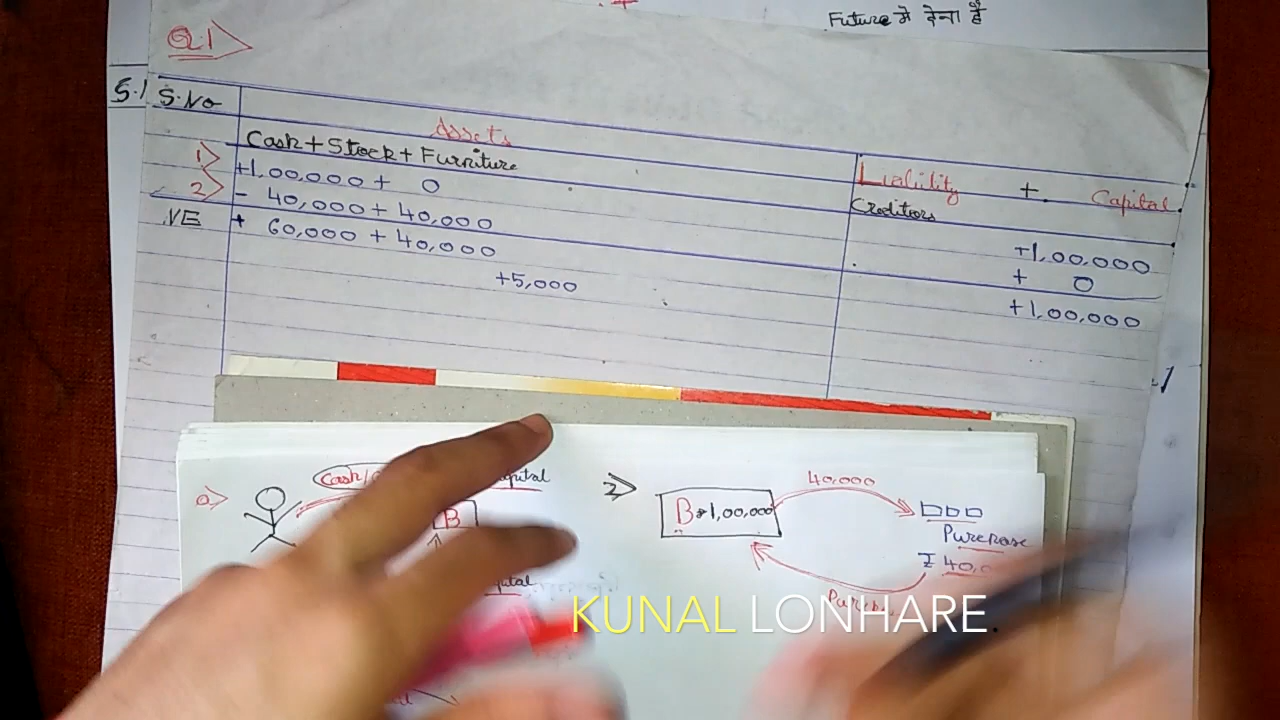 Future मे देना है
Q.1
S.No
Assets
Liability + Capital
Cash + Stock + Furniture
Creditors
1 +1,00,000 + 0 +1,00,000
2 - 40,000 + 40,000 + 0
NE + 60,000 + 40,000 +1,00,000
+5,000
Cash
B
2 B → 1,00,000
40,000
Purchase
₹ 40,0
KUNAL LONHARE.